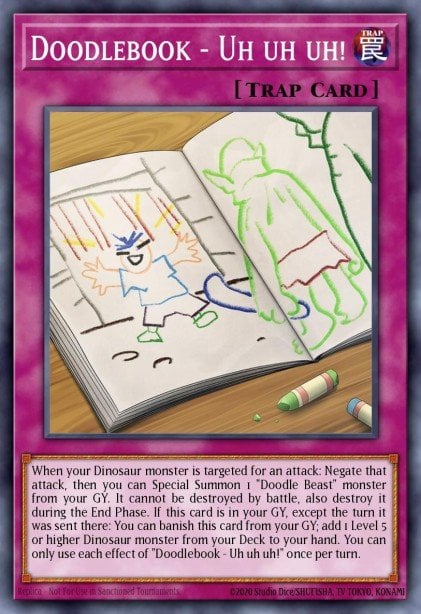 DOODLEBOOK - UH UH UH!
TRAP
罠
[TRAP CARD]
When your Dinosaur monster is targeted for an attack: Negate that
attack, then you can Special Summon 1 "Doodle Beast" monster
from your GY. It cannot be destroyed by battle, also destroy it
during the End Phase. If this card is in your GY, except the turn it
was sent there: You can banish this card from your GY; add 1 Level 5
or higher Dinosaur monster from your Deck to your hand. You can
only use each effect of "Doodlebook - Uh uh uh!" once per turn.
Replica - Not For Use in Sanctioned Tournaments
©2020 Studio Dice/SHUEISHA, TV TOKYO, KONAMI